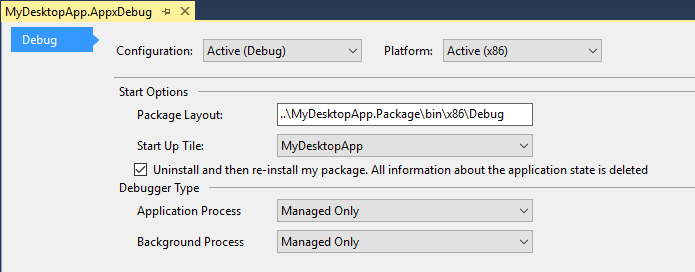 MyDesktopApp.AppxDebug
Debug
Configuration: Active (Debug) Platform: Active (x86)
Start Options
Package Layout: ..\MyDesktopApp.Package\bin\x86\Debug
Start Up Tile: MyDesktopApp
Uninstall and then re-install my package. All information about the application state is deleted
Debugger Type
Application Process Managed Only
Background Process Managed Only